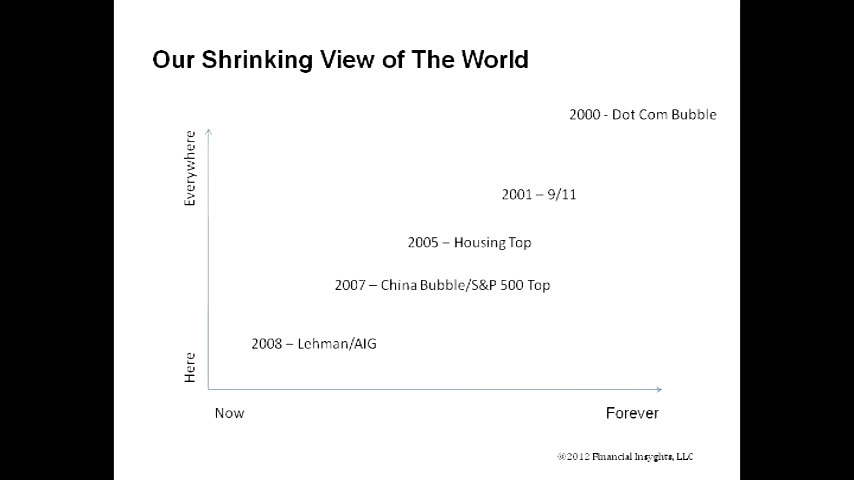 Our Shrinking View of The World
2000 - Dot Com Bubble
Everywhere
2001 – 9/11
2005 – Housing Top
2007 – China Bubble/S&P 500 Top
2008 – Lehman/AIG
Here
Now
Forever
©2012 Financial Insyghts, LLC